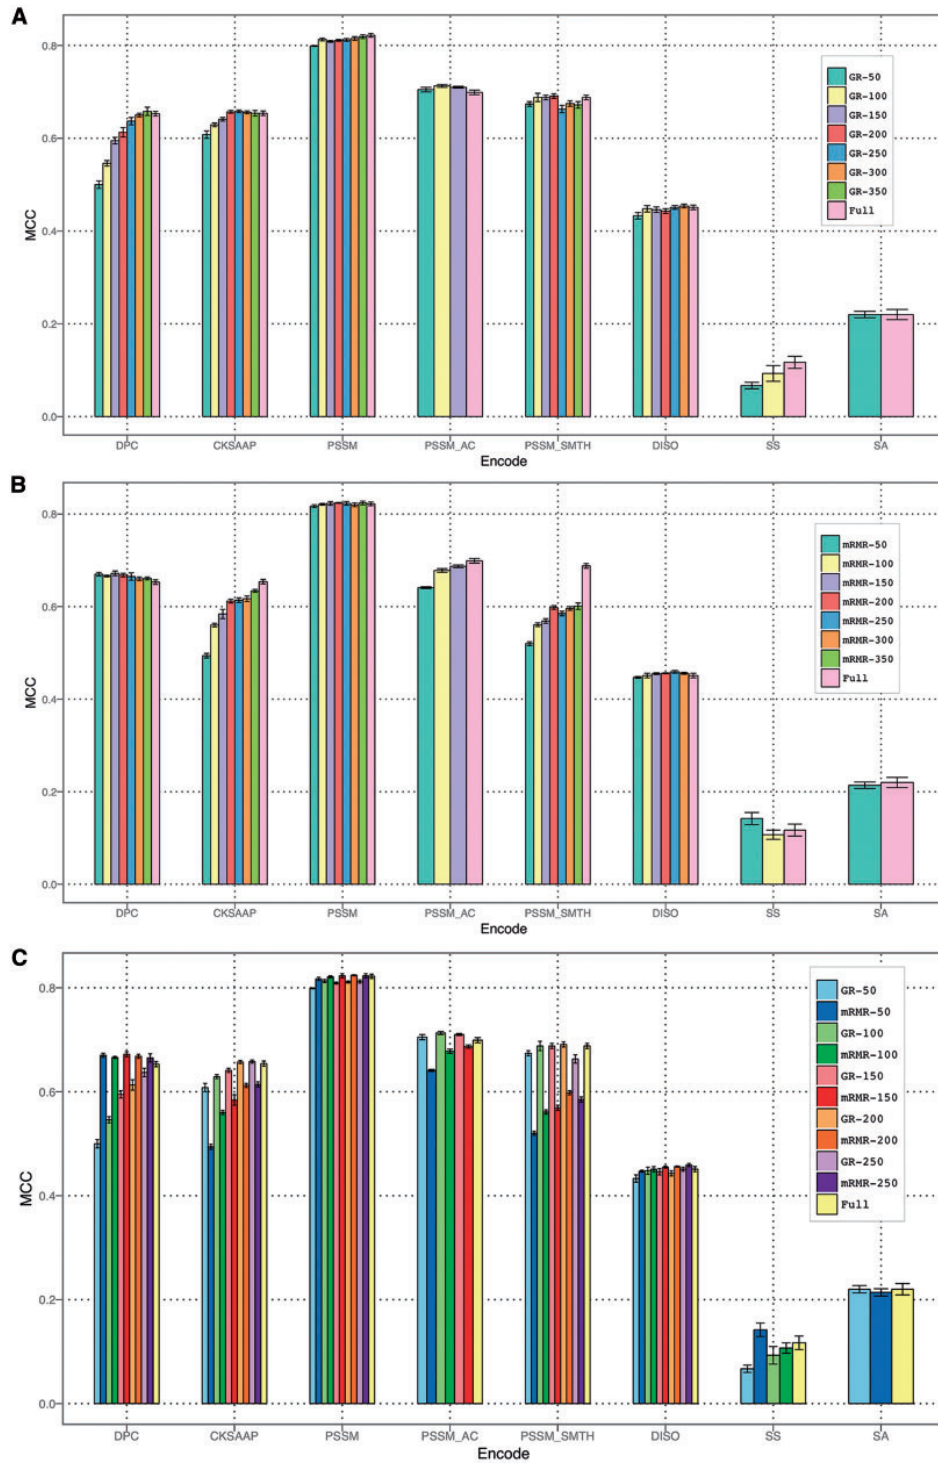 A
MCC
0.8
0.6
0.4
0.2
0.0
GR-50
GR-100
GR-150
GR-200
GR-250
GR-300
GR-350
Full
DPC CKSAAP PSSM PSSM_AC PSSM_SMTH DISO SS SA
Encode
B
MCC
0.8
0.6
0.4
0.2
0.0
mRMR-50
mRMR-100
mRMR-150
mRMR-200
mRMR-250
mRMR-300
mRMR-350
Full
DPC CKSAAP PSSM PSSM_AC PSSM_SMTH DISO SS SA
Encode
C
MCC
0.8
0.6
0.4
0.2
0.0
GR-50
mRMR-50
GR-100
mRMR-100
GR-150
mRMR-150
GR-200
mRMR-200
GR-250
mRMR-250
Full
DPC CKSAAP PSSM PSSM_AC PSSM_SMTH DISO SS SA
Encode